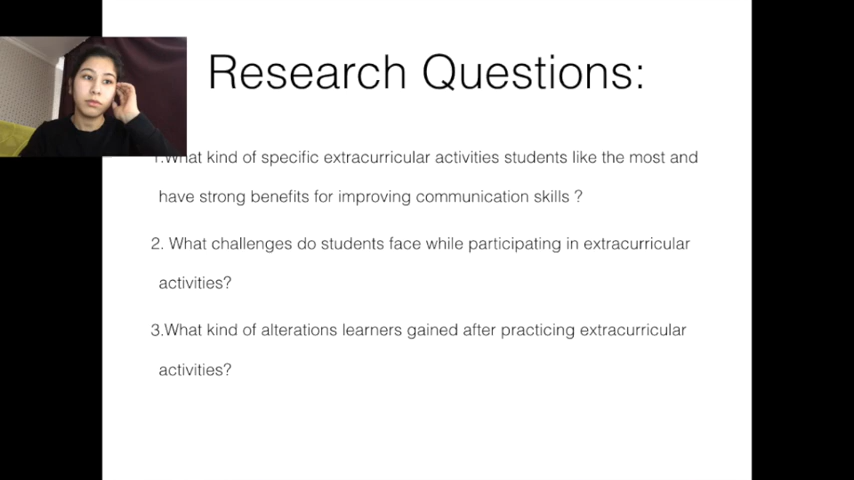 Research Questions:
1.What kind of specific extracurricular activities students like the most and
have strong benefits for improving communication skills ?
2. What challenges do students face while participating in extracurricular
activities?
3.What kind of alterations learners gained after practicing extracurricular
activities?